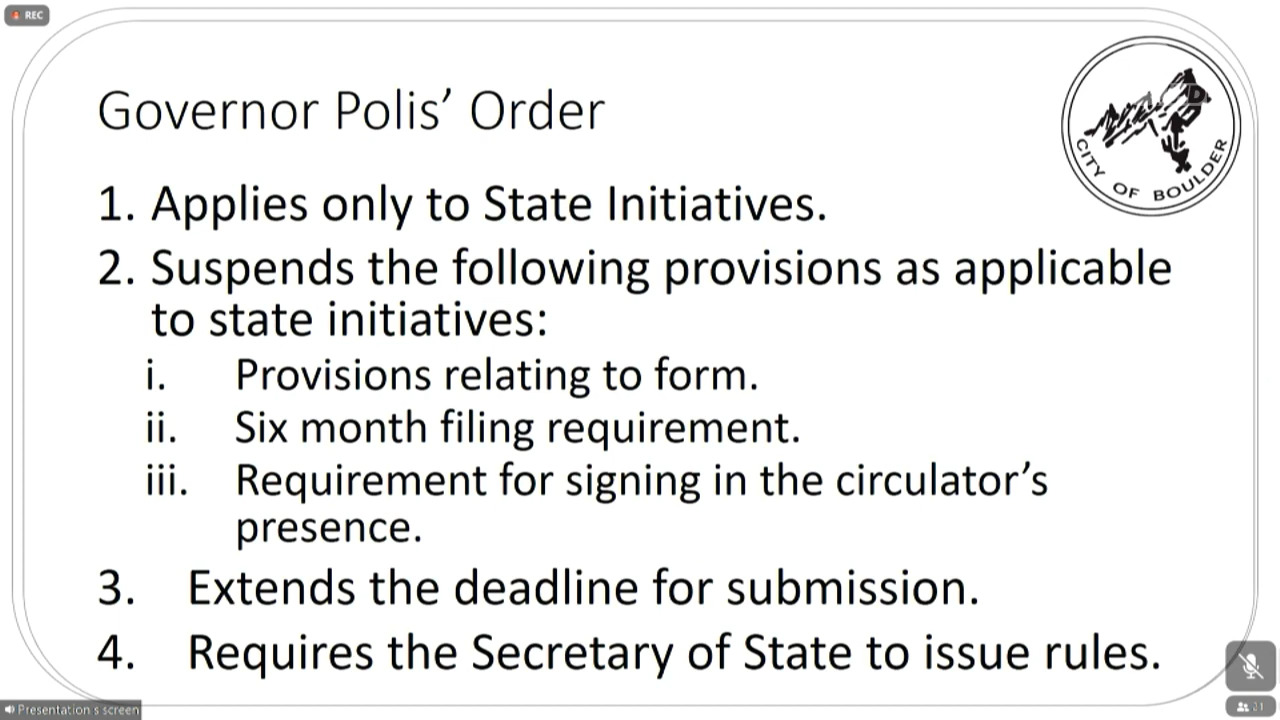 REC
Governor Polis’ Order
CITY OF BOULDER
1. Applies only to State Initiatives.
2. Suspends the following provisions as applicable
to state initiatives:
i. Provisions relating to form.
ii. Six month filing requirement.
iii. Requirement for signing in the circulator’s
presence.
3. Extends the deadline for submission.
4. Requires the Secretary of State to issue rules.
Presentation's screen
21